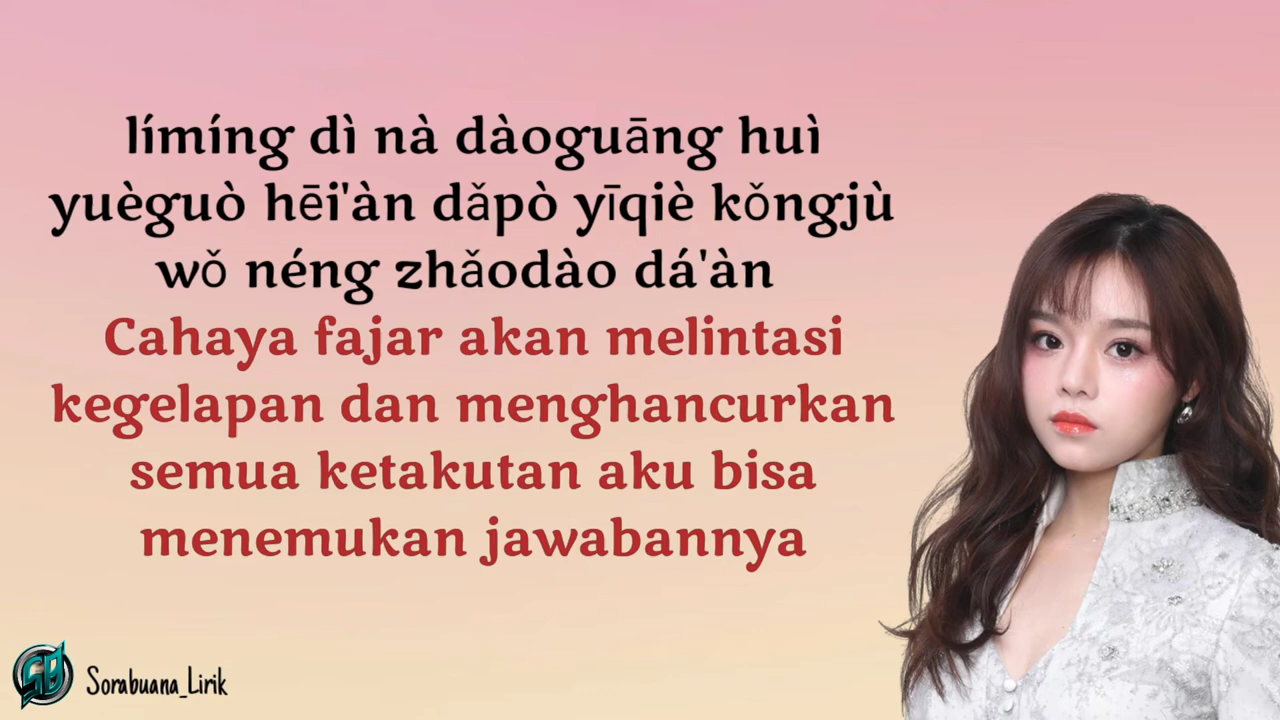 límíng dì nà dàoguāng huì
yuèguò hēi'àn dǎpò yīqiè kǒngjù
wǒ néng zhǎodào dá'àn
Cahaya fajar akan melintasi
kegelapan dan menghancurkan
semua ketakutan aku bisa
menemukan jawabannya
SB
Sorabuana_Lirik